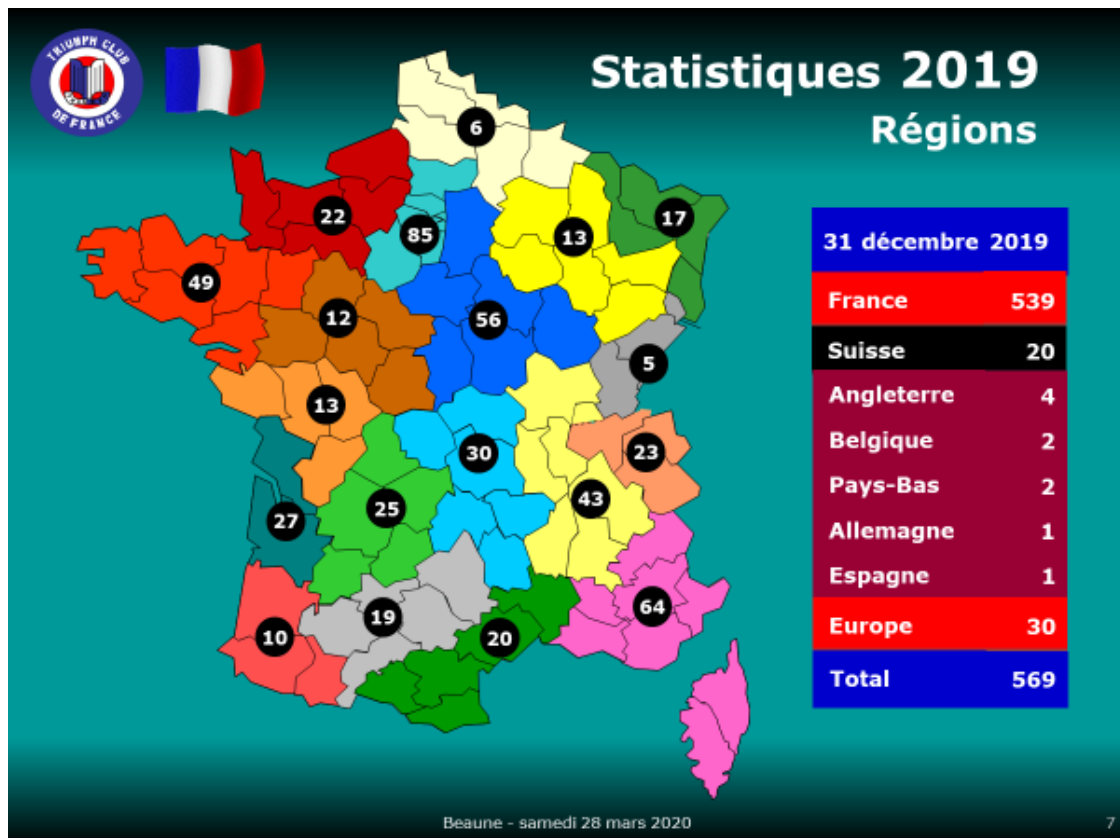 TRIUMPH CLUB
DE FRANCE
Statistiques 2019
Régions
6
17
22
85
13
49
12
56
5
13
30
23
43
25
27
64
19
10
20
31 décembre 2019
France 539
Suisse 20
Angleterre 4
Belgique 2
Pays-Bas 2
Allemagne 1
Espagne 1
Europe 30
Total 569
Beaune - samedi 28 mars 2020
7